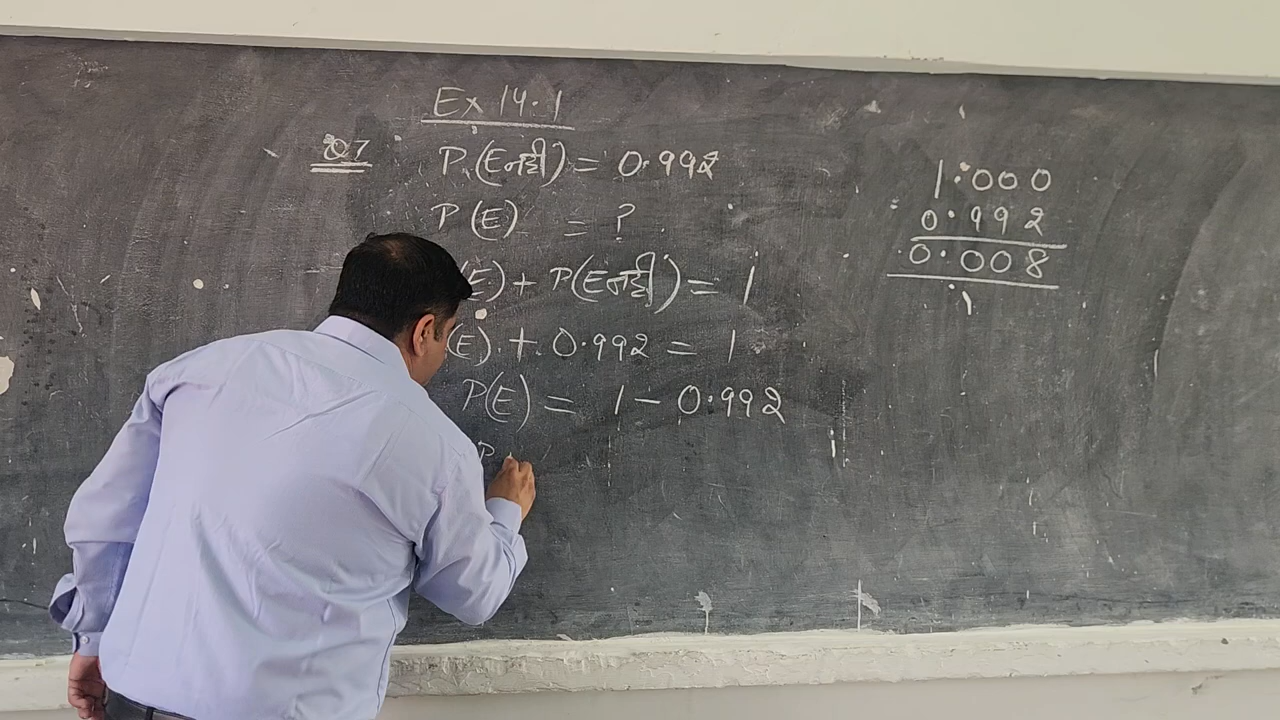 Ex 14.1
Q7
P(E नहीं) = 0.992
P(E) = ?
(E) + P(E नहीं) = 1
(E) + 0.992 = 1
P(E) = 1 - 0.992
P
1.000
0.992
0.008